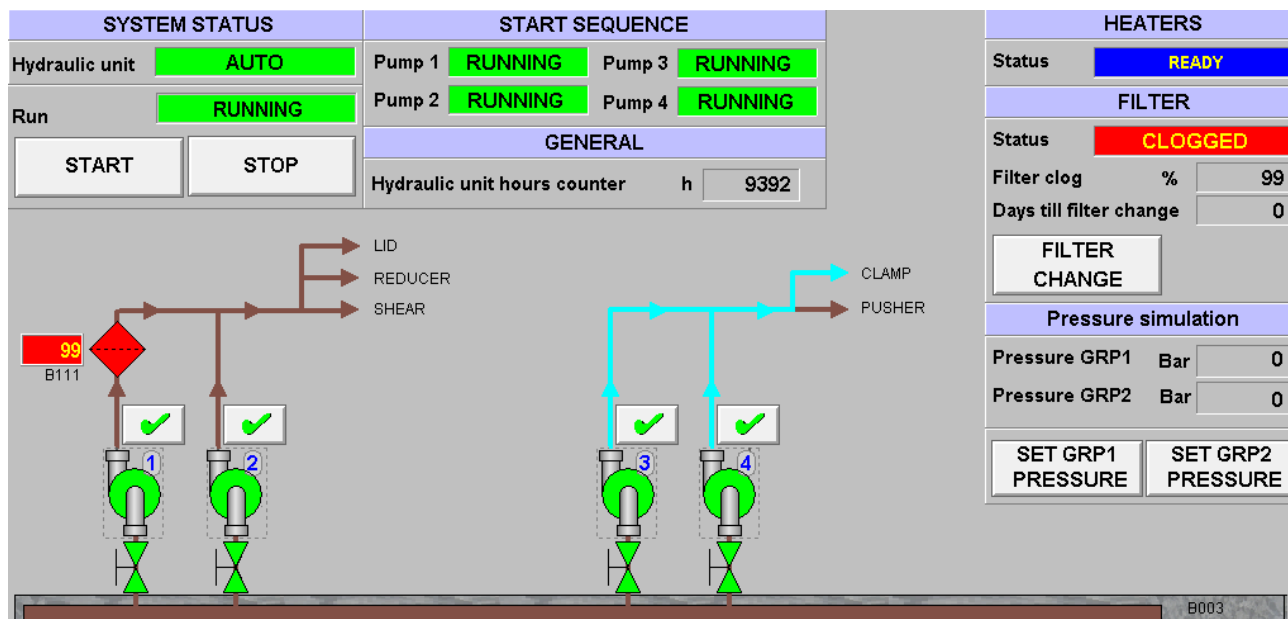 SYSTEM STATUS
Hydraulic unit AUTO
Run RUNNING
START STOP
START SEQUENCE
Pump 1 RUNNING Pump 3 RUNNING
Pump 2 RUNNING Pump 4 RUNNING
GENERAL
Hydraulic unit hours counter h 9392
HEATERS
Status READY
FILTER
Status CLOGGED
Filter clog % 99
Days till filter change 0
FILTER
CHANGE
Pressure simulation
Pressure GRP1 Bar 0
Pressure GRP2 Bar 0
SET GRP1
PRESSURE
SET GRP2
PRESSURE
LID
REDUCER
SHEAR
CLAMP
PUSHER
99
B111
1 2 3 4
B003